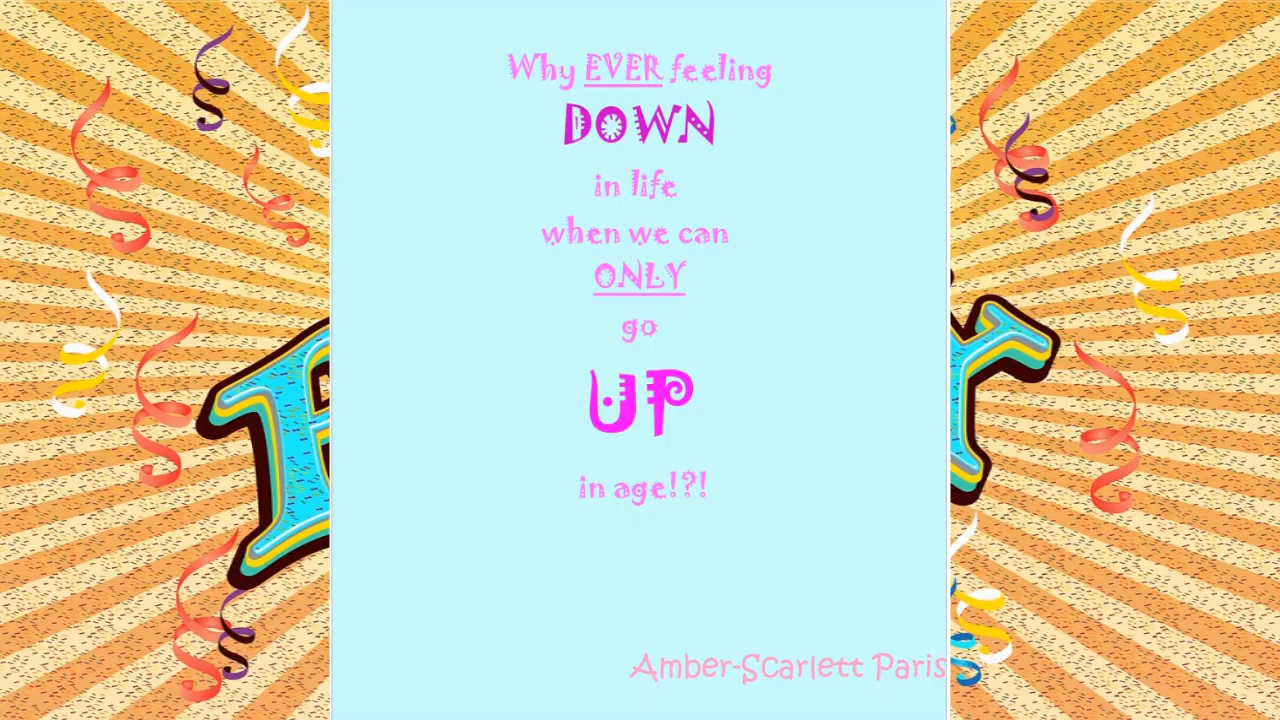 Why EVER feeling
DOWN
in life
when we can
ONLY
go
UP
in age!?!
Amber-Scarlett Paris